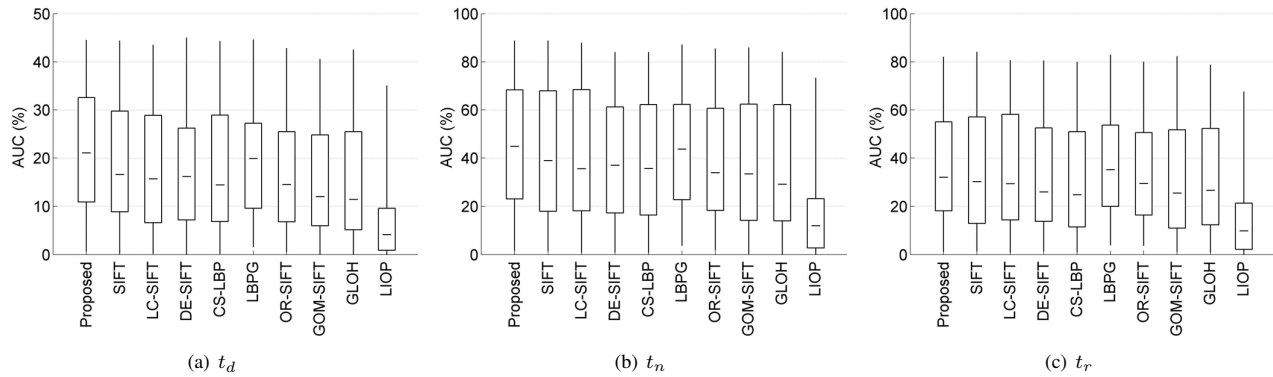 50
40
30
20
10
0
AUC (%)
Proposed
SIFT
LC-SIFT
DE-SIFT
CS-LBP
LBPG
OR-SIFT
GOM-SIFT
GLOH
LIOP
(a) t_d
100
80
60
40
20
0
AUC (%)
Proposed
SIFT
LC-SIFT
DE-SIFT
CS-LBP
LBPG
OR-SIFT
GOM-SIFT
GLOH
LIOP
(b) t_n
100
80
60
40
20
0
AUC (%)
Proposed
SIFT
LC-SIFT
DE-SIFT
CS-LBP
LBPG
OR-SIFT
GOM-SIFT
GLOH
LIOP
(c) t_r